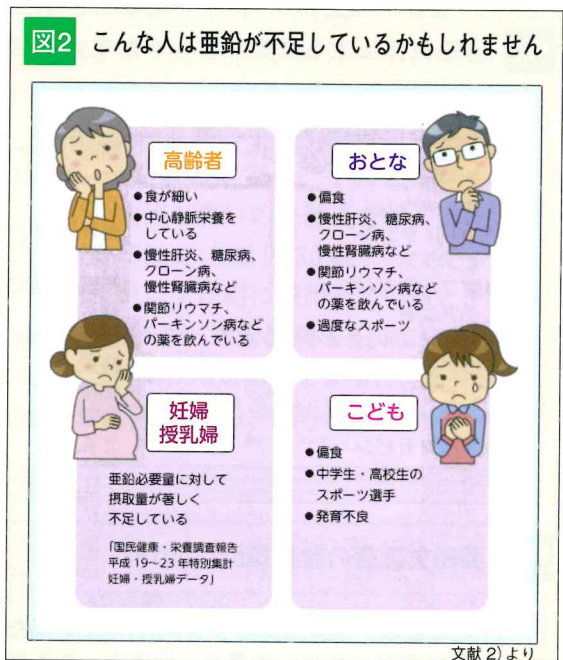 図2 こんな人は亜鉛が不足しているかもしれません
高齢者
●食が細い
●中心静脈栄養を
している
●慢性肝炎、糖尿病、
クローン病、
慢性腎臓病など
●関節リウマチ、
パーキンソン病など
の薬を飲んでいる
おとな
●偏食
●慢性肝炎、糖尿病、
クローン病、
慢性腎臓病など
●関節リウマチ、
パーキンソン病など
の薬を飲んでいる
●過度なスポーツ
妊婦
授乳婦
亜鉛必要量に対して
摂取量が著しく
不足している
「国民健康・栄養調査報告
平成19〜23年特別集計
妊婦・授乳婦データ」
こども
●偏食
●中学生・高校生の
スポーツ選手
●発育不良
文献2)より